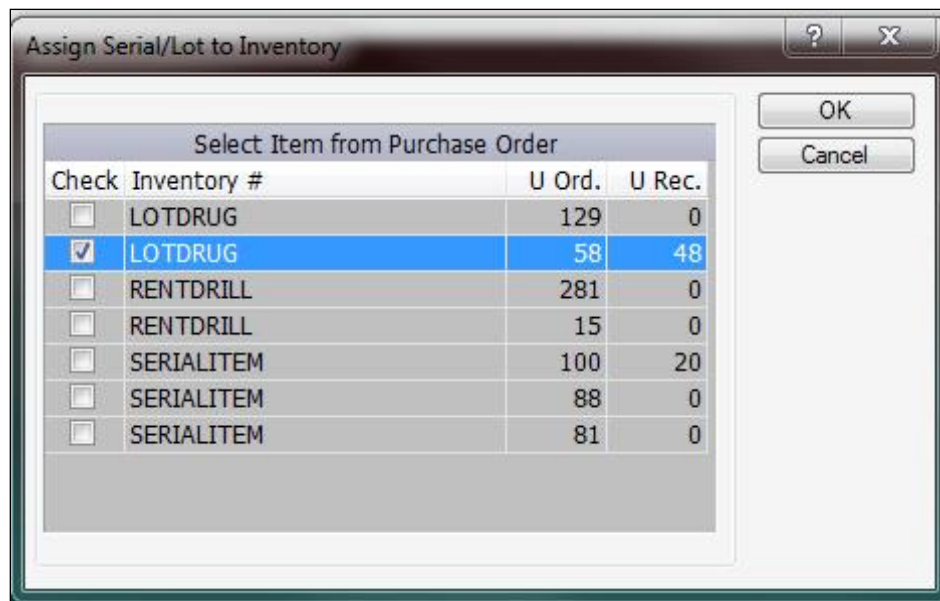 Assign Serial/Lot to Inventory
OK
Cancel
Select Item from Purchase Order
Check Inventory # U Ord. U Rec.
LOTDRUG 129 0
LOTDRUG 58 48
RENTDRILL 281 0
RENTDRILL 15 0
SERIALITEM 100 20
SERIALITEM 88 0
SERIALITEM 81 0